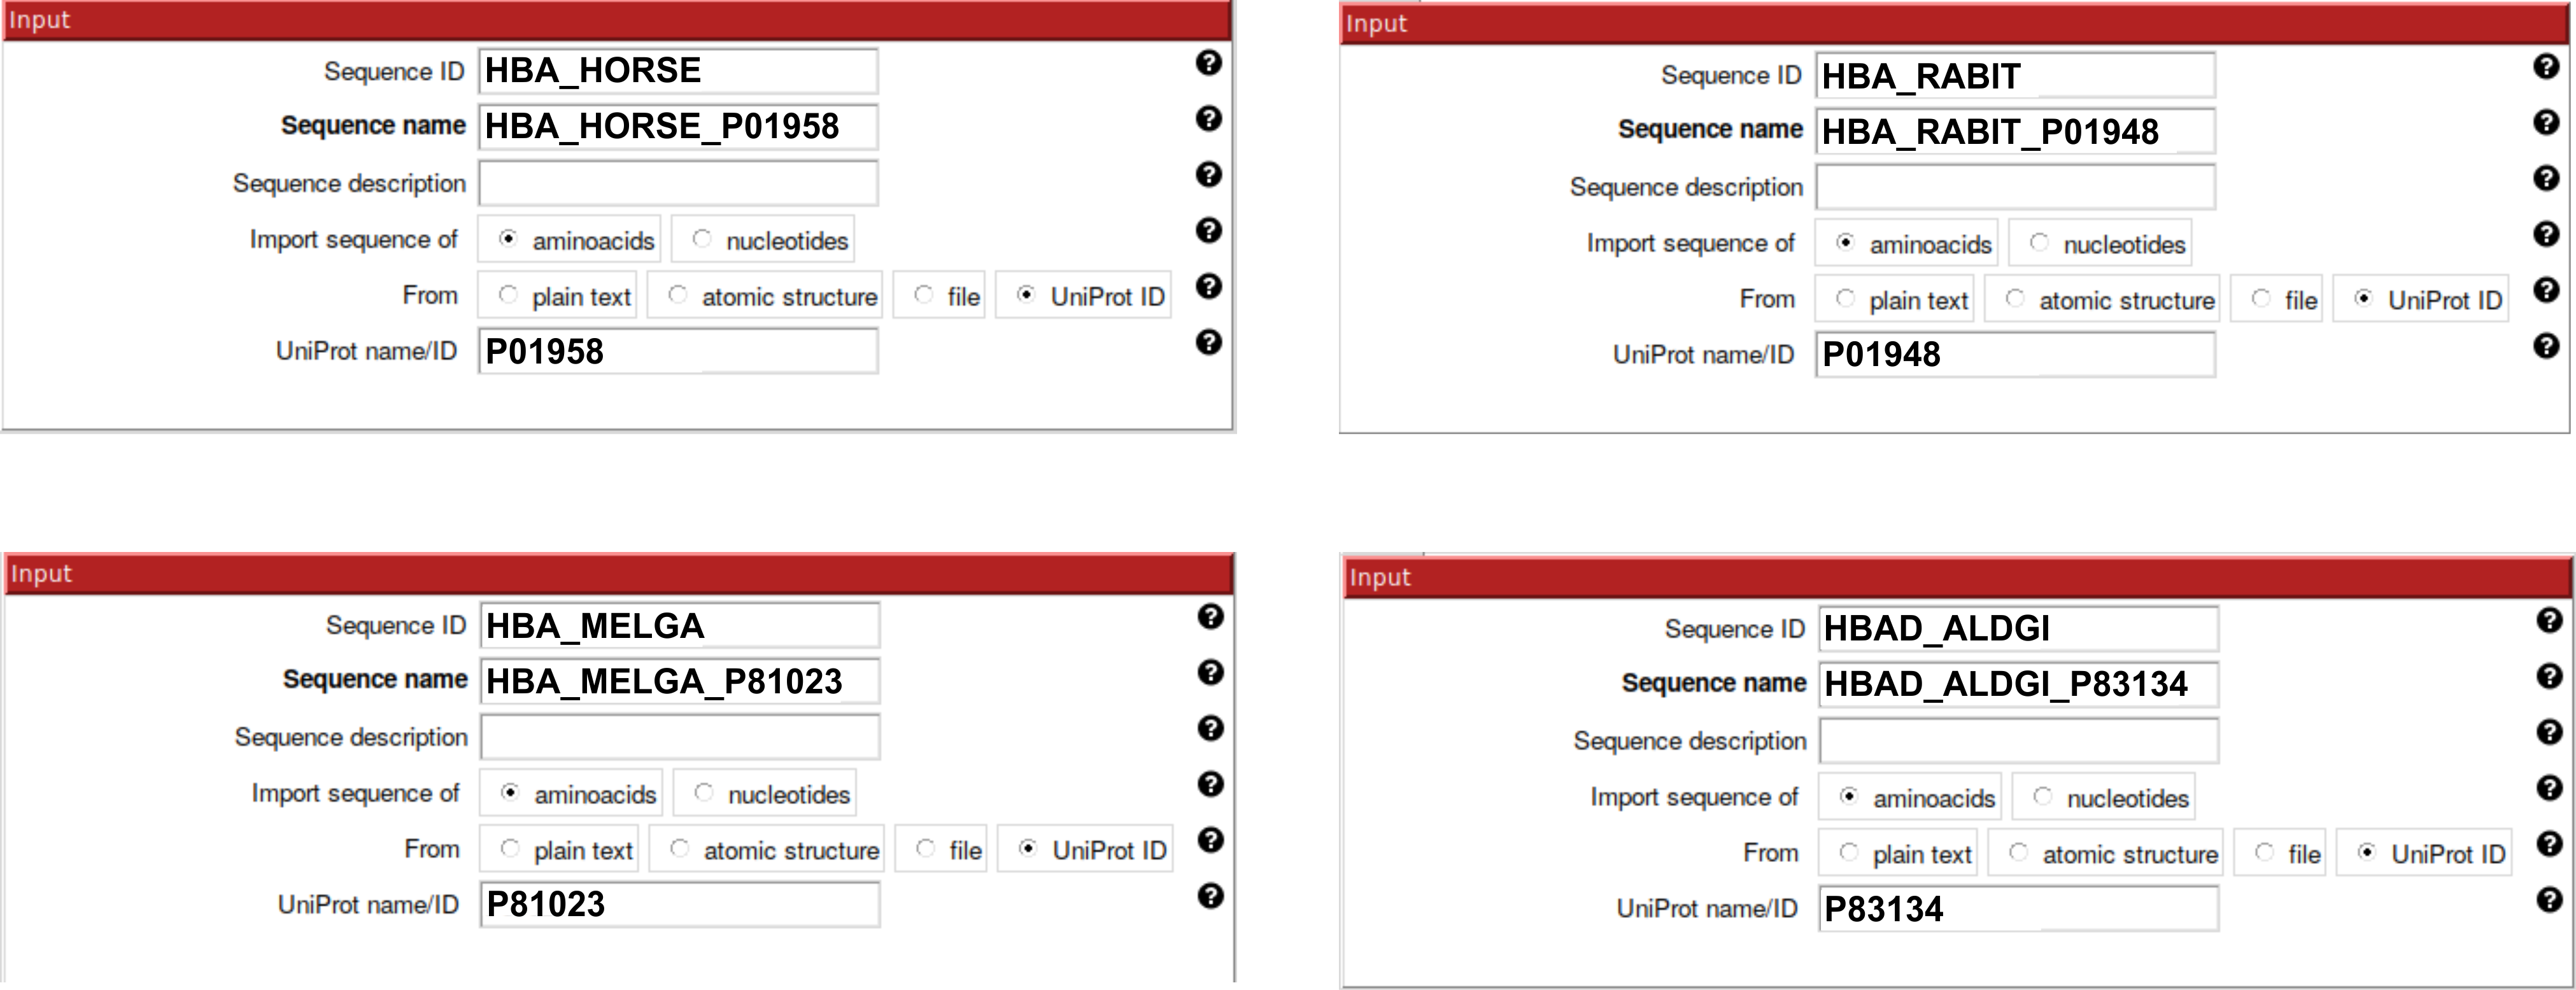 Input
Sequence ID HBA_HORSE ?
Sequence name HBA_HORSE_P01958 ?
Sequence description ?
Import sequence of aminoacids nucleotides ?
From plain text atomic structure file UniProt ID ?
UniProt name/ID P01958 ?
Input
Sequence ID HBA_RABIT ?
Sequence name HBA_RABIT_P01948 ?
Sequence description ?
Import sequence of aminoacids nucleotides ?
From plain text atomic structure file UniProt ID ?
UniProt name/ID P01948 ?
Input
Sequence ID HBA_MELGA ?
Sequence name HBA_MELGA_P81023 ?
Sequence description ?
Import sequence of aminoacids nucleotides ?
From plain text atomic structure file UniProt ID ?
UniProt name/ID P81023 ?
Input
Sequence ID HBAD_ALDGI ?
Sequence name HBAD_ALDGI_P83134 ?
Sequence description ?
Import sequence of aminoacids nucleotides ?
From plain text atomic structure file UniProt ID ?
UniProt name/ID P83134 ?